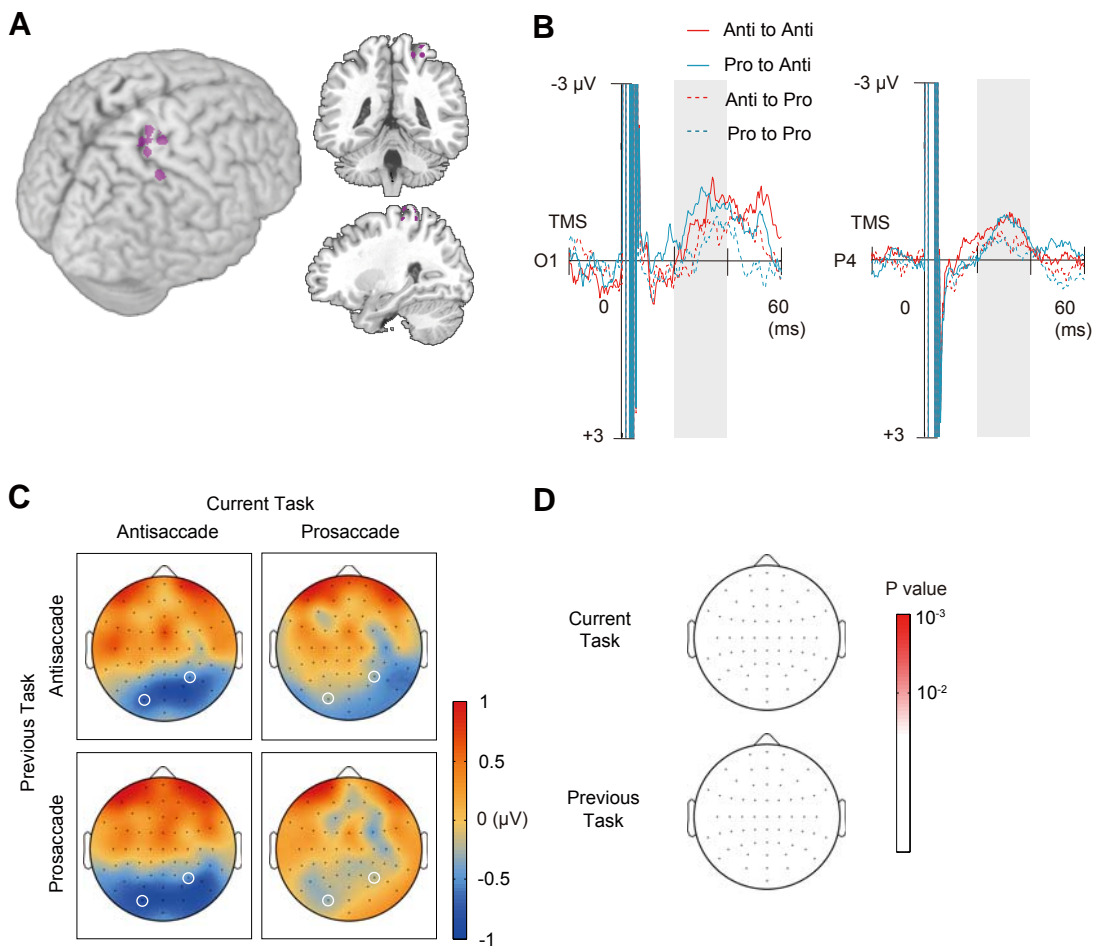 A
B
Anti to Anti
Pro to Anti
Anti to Pro
Pro to Pro
-3 μV
TMS
O1
0
60
(ms)
+3
-3 μV
TMS
P4
0
60
(ms)
+3
C
Current Task
Antisaccade
Prosaccade
Previous Task
Antisaccade
Prosaccade
1
0.5
0 (μV)
-0.5
-1
D
Current
Task
Previous
Task
P value
10-3
10-2